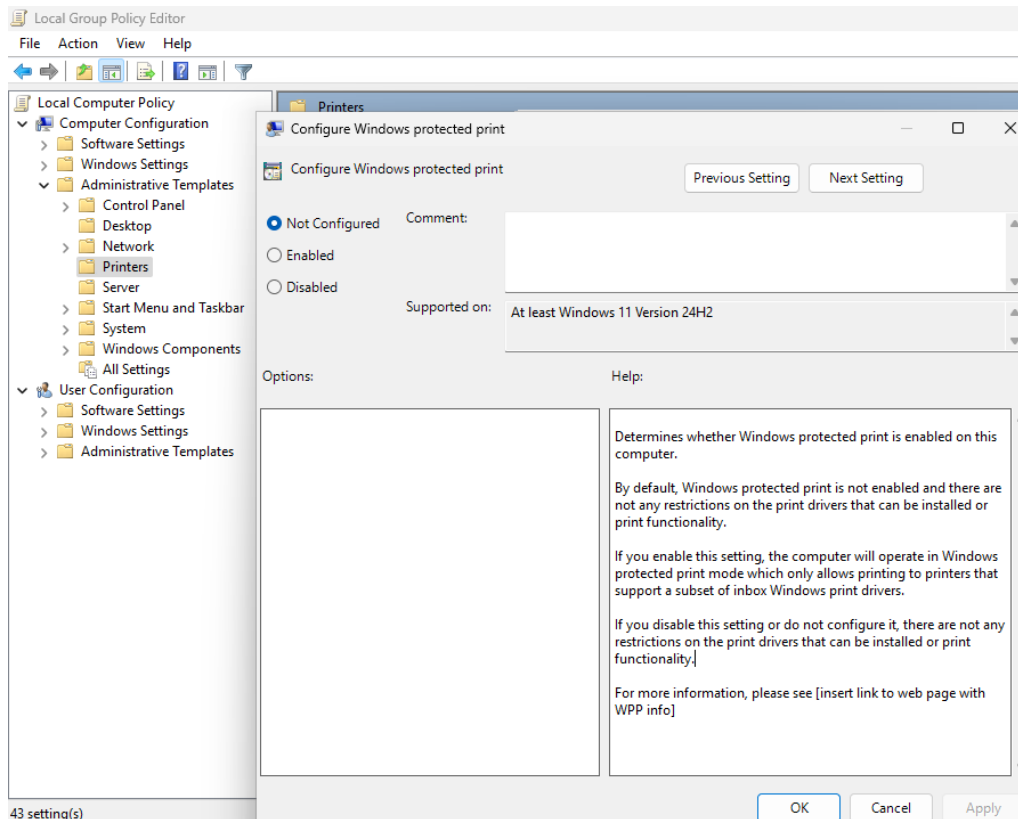 Local Group Policy Editor
File Action View Help
Local Computer Policy
Computer Configuration
Software Settings
Windows Settings
Administrative Templates
Control Panel
Desktop
Network
Printers
Server
Start Menu and Taskbar
System
Windows Components
All Settings
User Configuration
Software Settings
Windows Settings
Administrative Templates
43 setting(s)
Printers
Configure Windows protected print
Configure Windows protected print
Previous Setting Next Setting
Not Configured
Enabled
Disabled
Comment:
Supported on:
At least Windows 11 Version 24H2
Options:
Help:
Determines whether Windows protected print is enabled on this
computer.
By default, Windows protected print is not enabled and there are
not any restrictions on the print drivers that can be installed or
print functionality.
If you enable this setting, the computer will operate in Windows
protected print mode which only allows printing to printers that
support a subset of inbox Windows print drivers.
If you disable this setting or do not configure it, there are not any
restrictions on the print drivers that can be installed or print
functionality.
For more information, please see [insert link to web page with
WPP info]
OK Cancel Apply